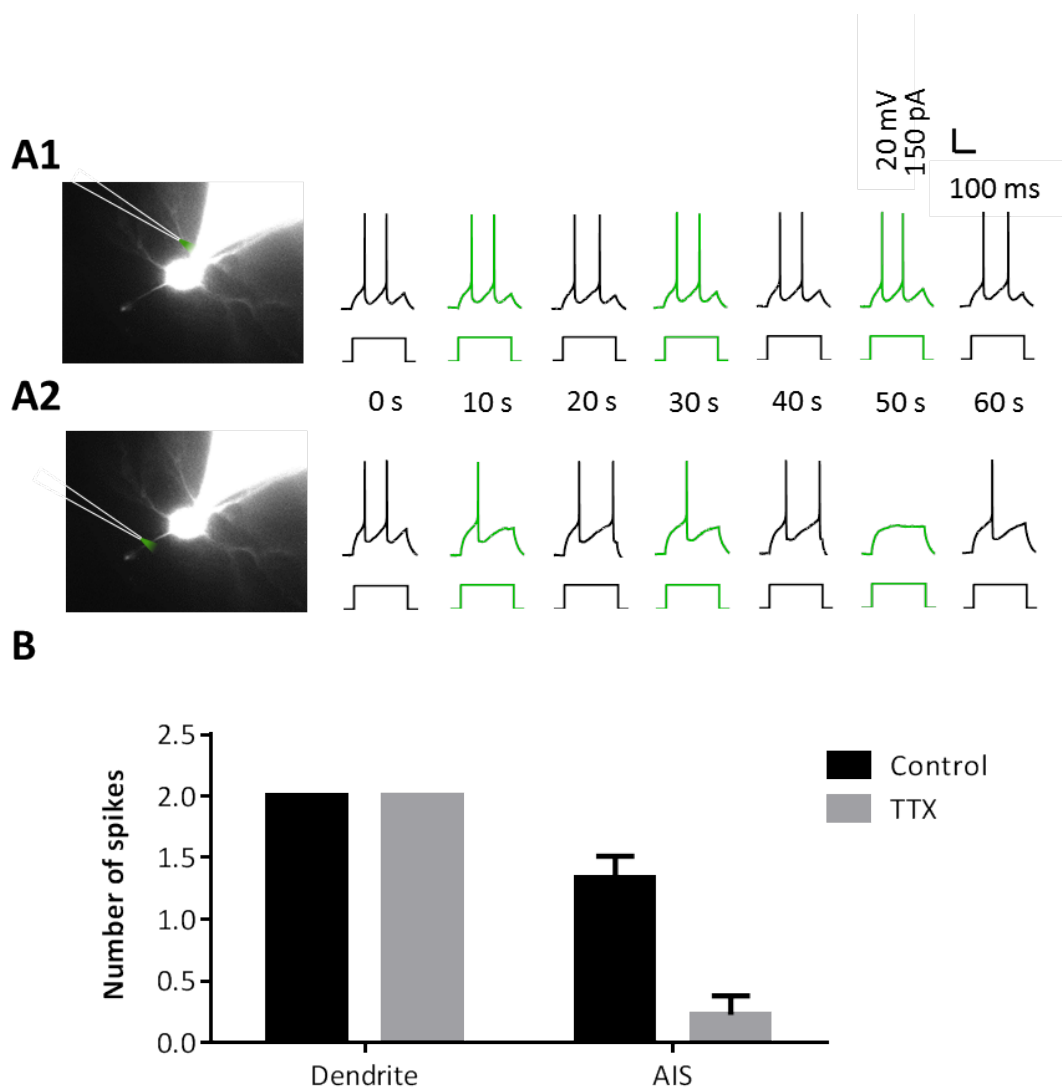 20 mV
150 pA
100 ms
A1
A2
0 s 10 s 20 s 30 s 40 s 50 s 60 s
B
Number of spikes
2.5
2.0
1.5
1.0
0.5
0.0
Control
TTX
Dendrite AIS